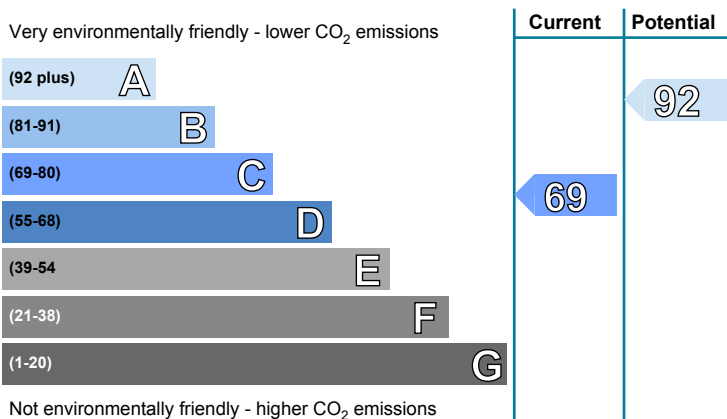 Very environmentally friendly - lower CO2 emissions
Current
Potential
(92 plus) A
(81-91) B
(69-80) C
(55-68) D
(39-54 E
(21-38) F
(1-20) G
92
69
Not environmentally friendly - higher CO2 emissions